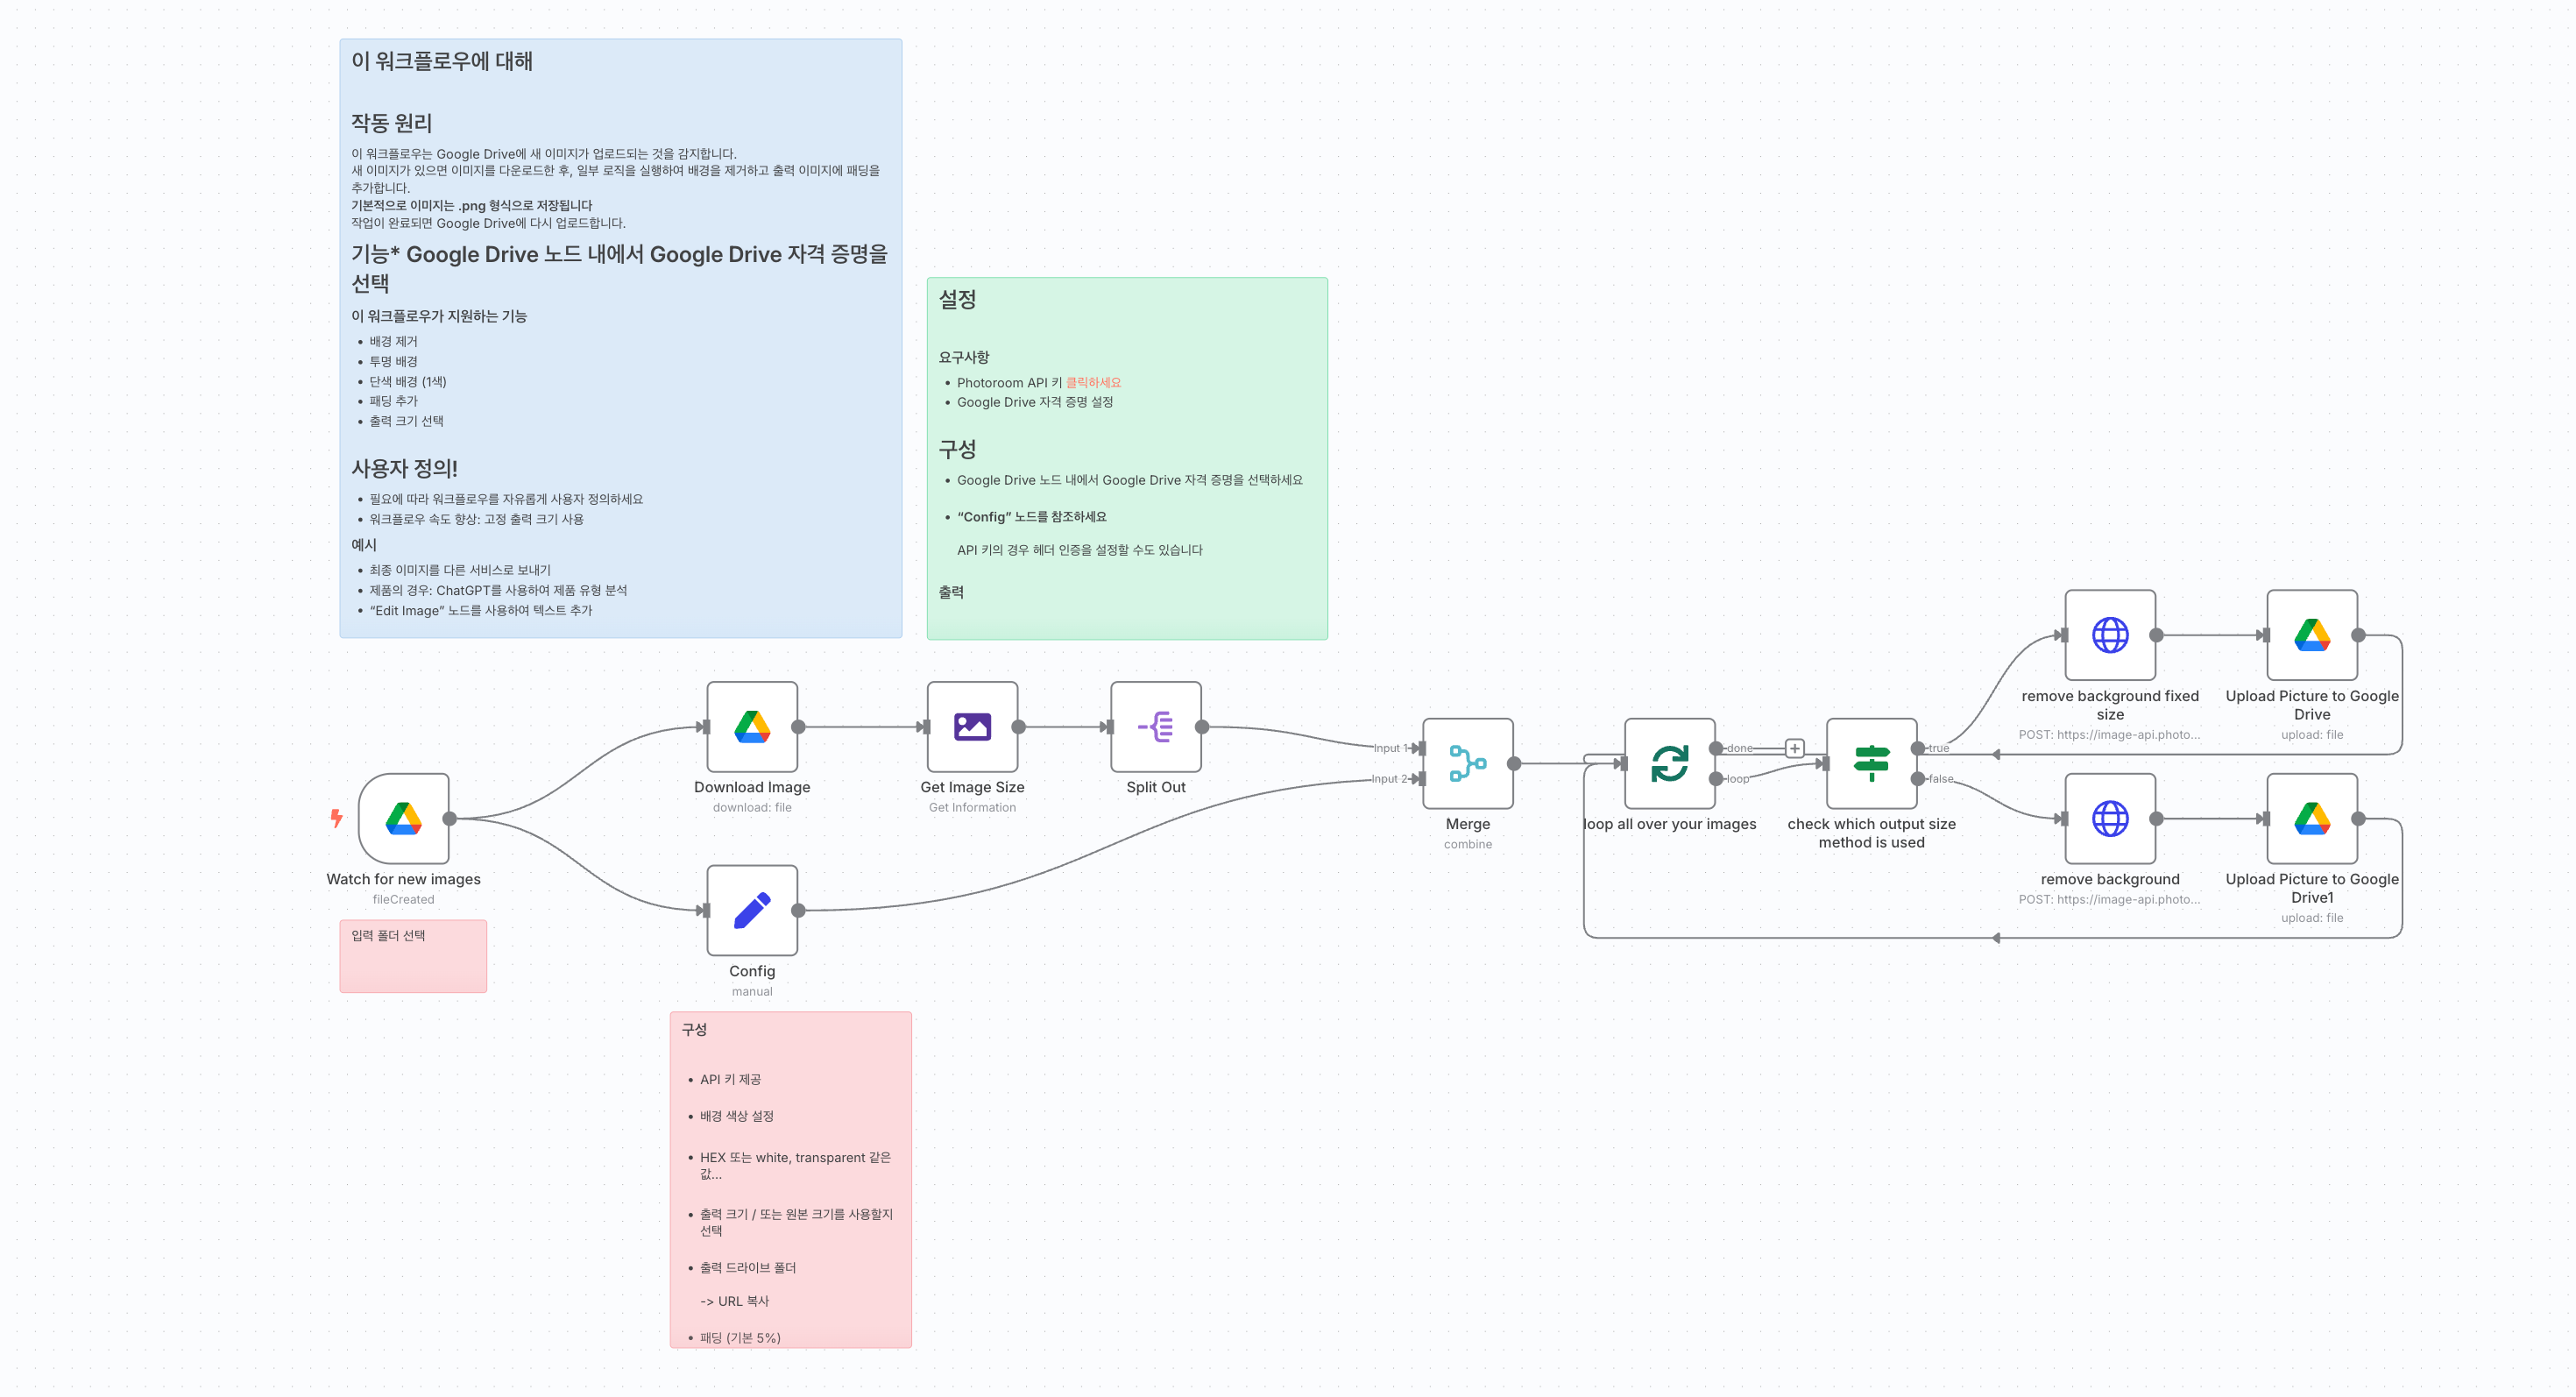 이 워크플로우에 대해
작동 원리
이 워크플로우는 Google Drive에 새 이미지가 업로드되는 것을 감지합니다.
새 이미지가 있으면 이미지를 다운로드한 후, 일부 로직을 실행하여 배경을 제거하고 출력 이미지에 패딩을
추가합니다.
기본적으로 이미지는 .png 형식으로 저장됩니다
작업이 완료되면 Google Drive에 다시 업로드합니다.
기능* Google Drive 노드 내에서 Google Drive 자격 증명을
선택
이 워크플로우가 지원하는 기능
• 배경 제거
• 투명 배경
• 단색 배경 (1색)
• 패딩 추가
• 출력 크기 선택
사용자 정의!
• 필요에 따라 워크플로우를 자유롭게 사용자 정의하세요
• 워크플로우 속도 향상: 고정 출력 크기 사용
예시
• 최종 이미지를 다른 서비스로 보내기
• 제품의 경우: ChatGPT를 사용하여 제품 유형 분석
• “Edit Image” 노드를 사용하여 텍스트 추가
설정
요구사항
• Photoroom API 키 클릭하세요
• Google Drive 자격 증명 설정
구성
• Google Drive 노드 내에서 Google Drive 자격 증명을 선택하세요
• “Config” 노드를 참조하세요
API 키의 경우 헤더 인증을 설정할 수도 있습니다
출력
Watch for new images
fileCreated
입력 폴더 선택
Download Image
download: file
Get Image Size
Get Information
Split Out
Config
manual
구성
• API 키 제공
• 배경 색상 설정
• HEX 또는 white, transparent 같은
값...
• 출력 크기 / 또는 원본 크기를 사용할지
선택
• 출력 드라이브 폴더
-> URL 복사
• 패딩 (기본 5%)
Input 1
Input 2
Merge
combine
done
loop
loop all over your images
true
false
check which output size
method is used
remove background fixed
size
POST: https://image-api.photo...
Upload Picture to Google
Drive
upload: file
remove background
POST: https://image-api.photo...
Upload Picture to Google
Drive1
upload: file